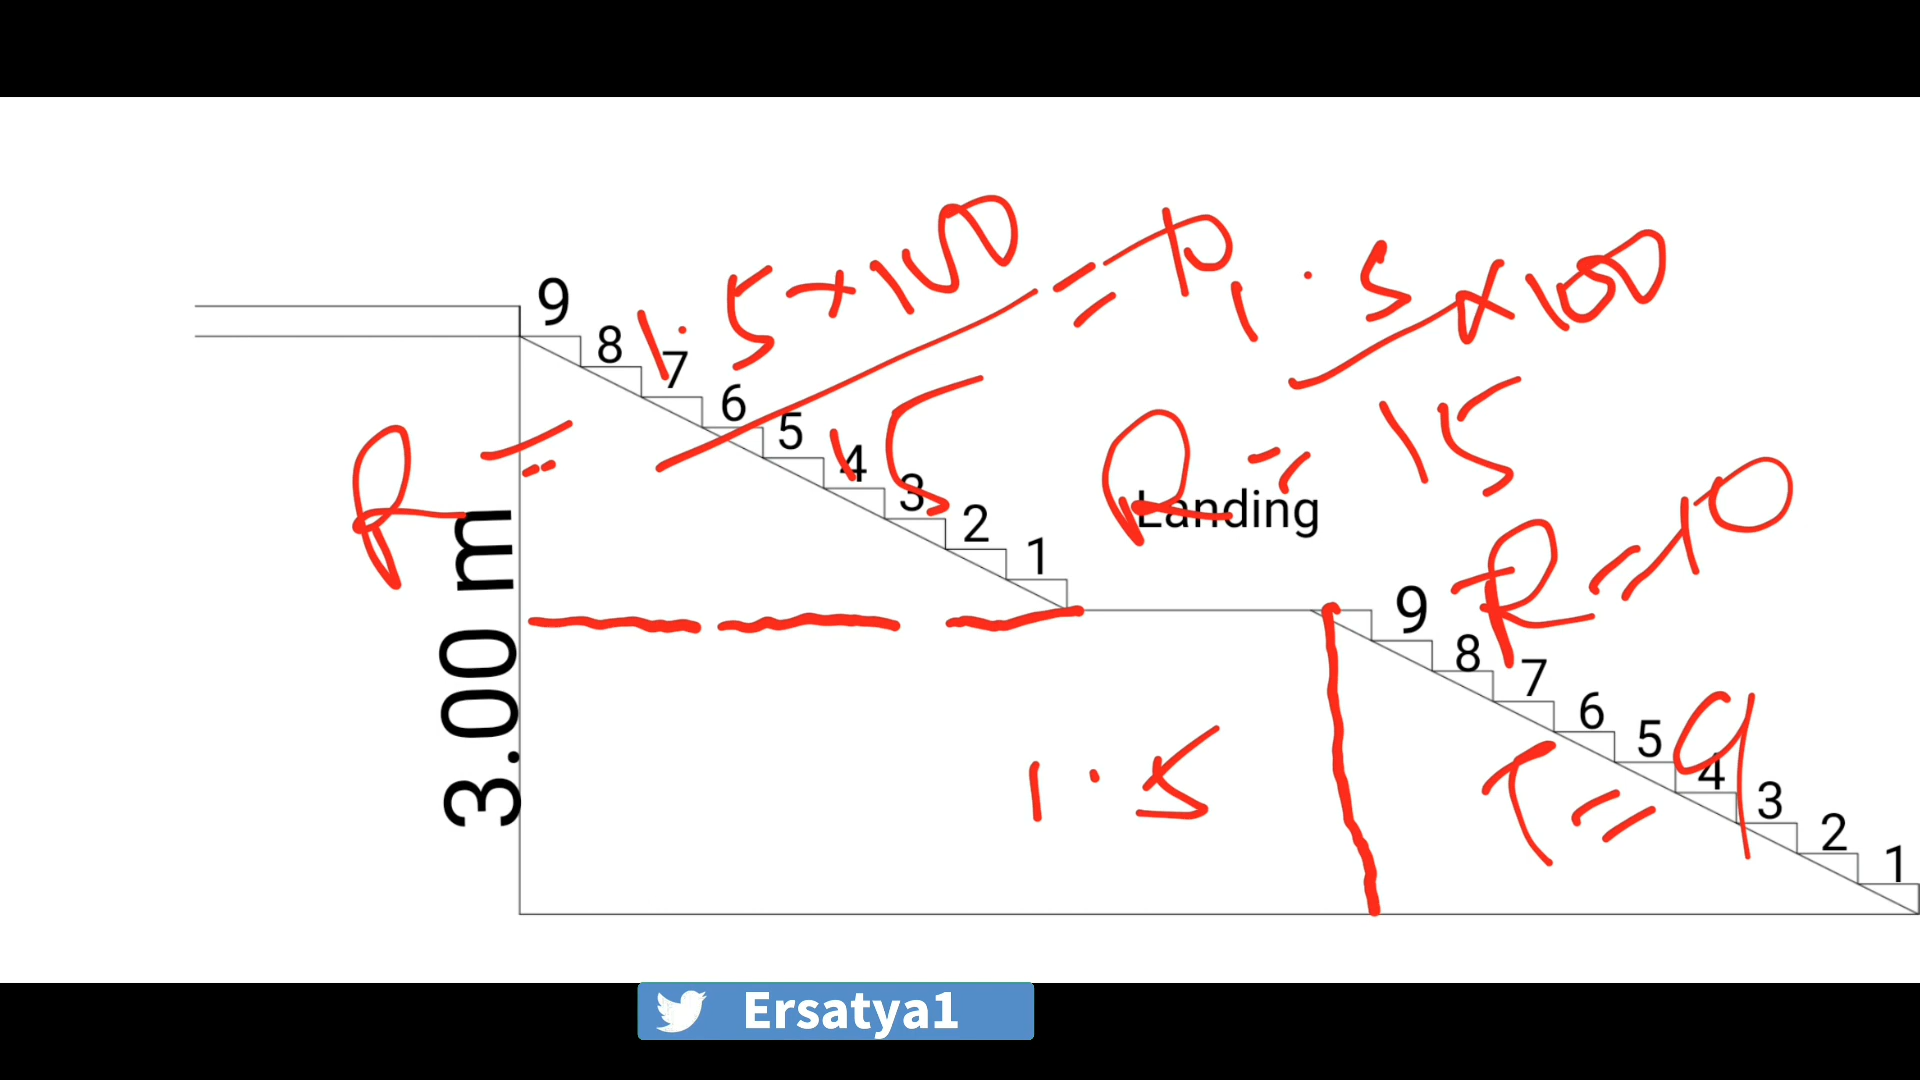 1.5×100
R =
15
= R
1.5×100
15
R = 15
R = 10
T = 9
1.5
3.00 m
Landing
9
8
7
6
5
4
3
2
1
9
8
7
6
5
4
3
2
1
Ersatya1